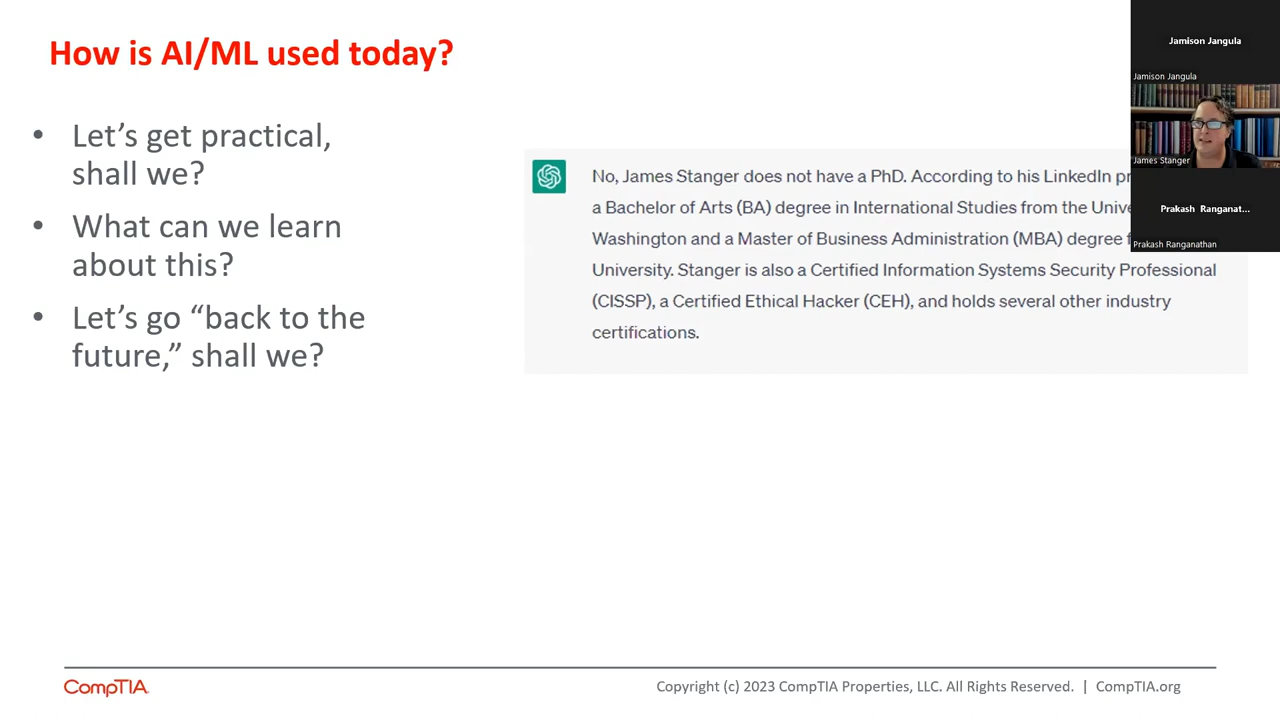 How is AI/ML used today?
• Let's get practical,
shall we?
• What can we learn
about this?
• Let's go “back to the
future,” shall we?
No, James Stanger does not have a PhD. According to his LinkedIn
a Bachelor of Arts (BA) degree in International Studies from the
Washington and a Master of Business Administration (MBA) degree
University. Stanger is also a Certified Information Systems Security Professional
(CISSP), a Certified Ethical Hacker (CEH), and holds several other industry
certifications.
Jamison Jangula
Jamison Jangula
James Stanger
Prakash Ranganat...
Prakash Ranganathan
CompTIA.
Copyright (c) 2023 CompTIA Properties, LLC. All Rights Reserved. | CompTIA.org